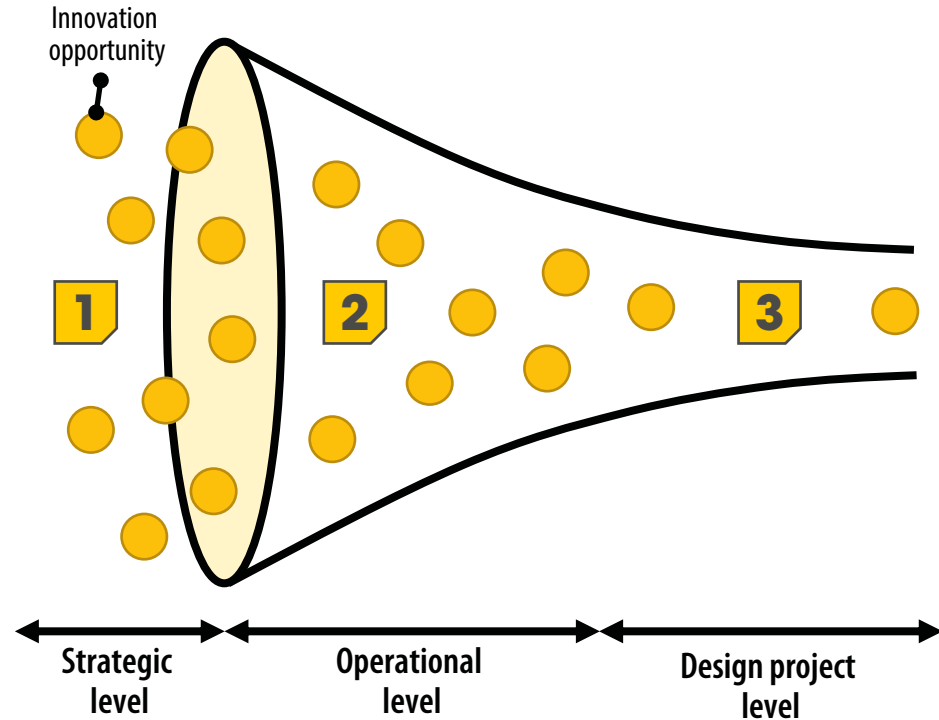 Innovation
opportunity
1
2
3
Strategic
level
Operational
level
Design project
level